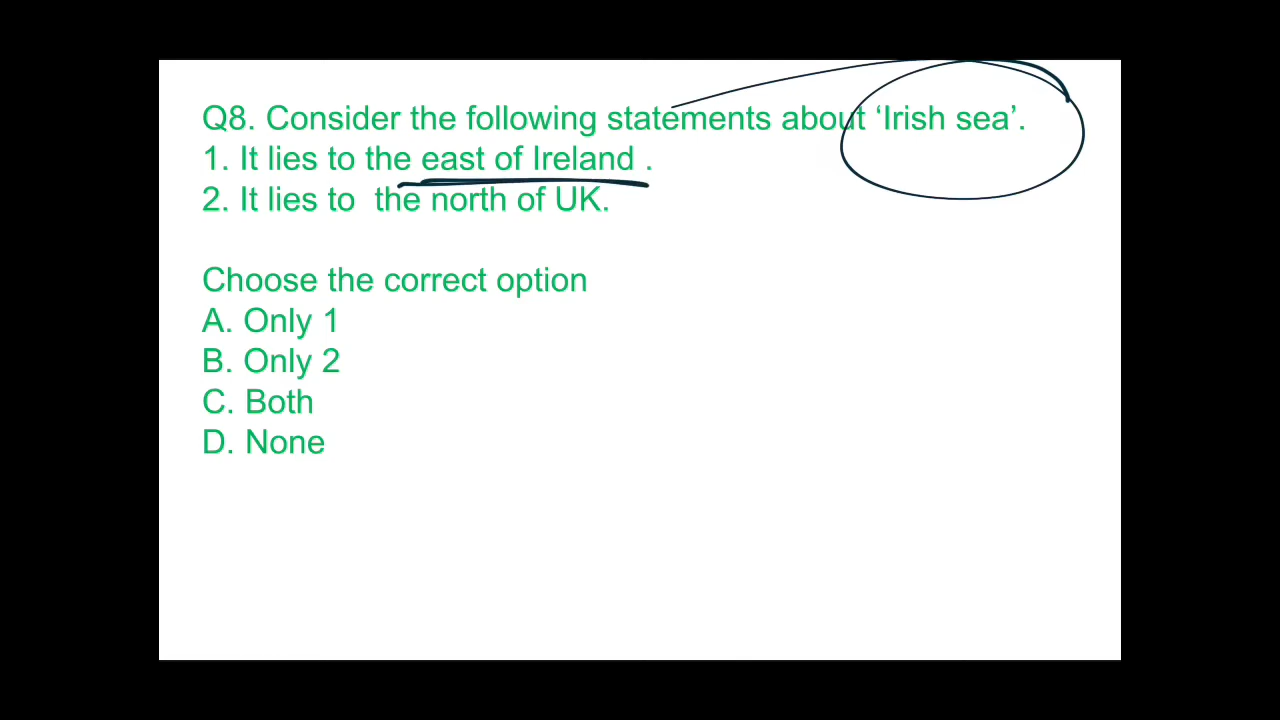 Q8. Consider the following statements about ‘Irish sea’.
1. It lies to the east of Ireland .
2. It lies to  the north of UK.
Choose the correct option
A. Only 1
B. Only 2
C. Both
D. None